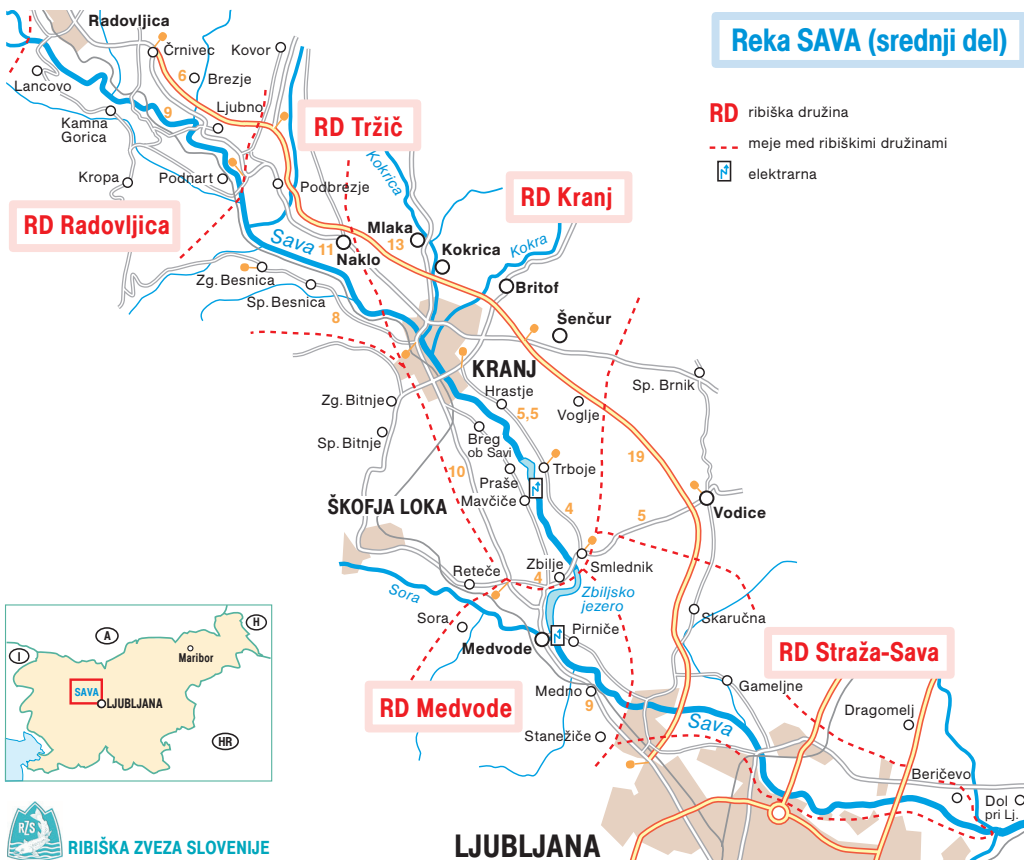 Reka SAVA (srednji del)
RD ribiška družina
meje med ribiškimi družinami
elektrarna
Radovljica
Črnivec
Kovor
6
Brezje
Lancovo
9
Ljubno
Kamna
Gorica
RD Tržič
Kokrica
Kropa
Podnart
Podbrezje
RD Kranj
RD Radovljica
Sava
11
Naklo
Mlaka
13
Kokrica
Kokra
Zg. Besnica
Sp. Besnica
8
Britof
Šenčur
KRANJ
Sp. Brnik
Hrastje
5,5
Voglje
Zg. Bitnje
Sp. Bitnje
Breg
ob Savi
10
Praše
Trboje
19
Mavčiče
4
5
Vodice
ŠKOFJA LOKA
Reteče
Zbilje
4
Smlednik
Zbiljsko
jezero
Sora
Sora
Skaručna
Medvode
Pirniče
RD Straža-Sava
RD Medvode
Medno
9
Gameljne
Stanežiče
Sava
Dragomelj
Beričevo
Dol
pri Lj.
LJUBLJANA
A
H
I
Maribor
SAVA
LJUBLJANA
HR
RZS
RIBIŠKA ZVEZA SLOVENIJE